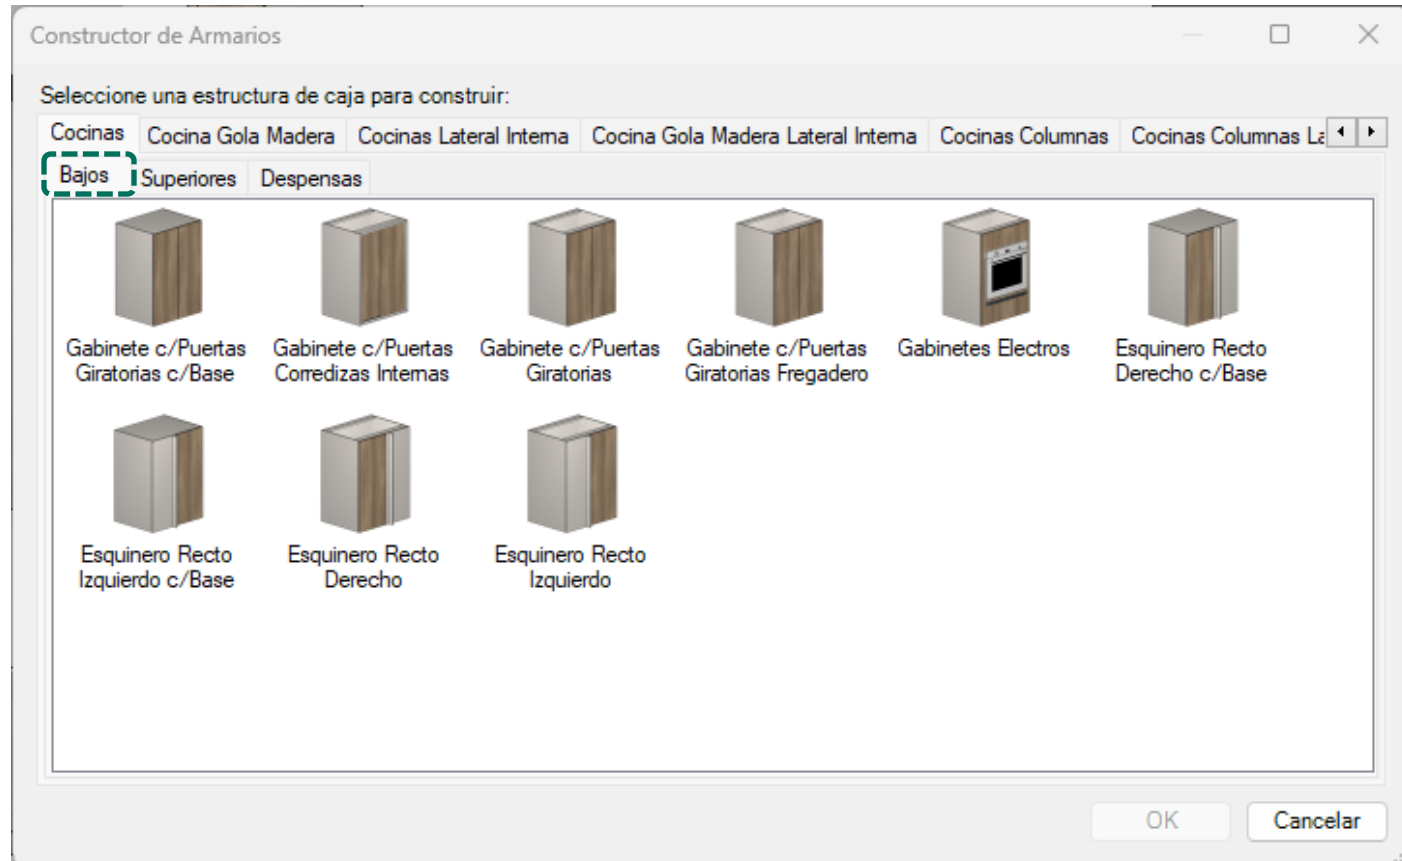 Constructor de Armarios
Seleccione una estructura de caja para construir:
Cocinas Cocina Gola Madera Cocinas Lateral Interna Cocina Gola Madera Lateral Interna Cocinas Columnas Cocinas Columnas La
Bajos Superiores Despensas
Gabinete c/Puertas Gabinete c/Puertas Gabinete c/Puertas Gabinete c/Puertas Gabinetes Electros Esquinero Recto
Giratorias c/Base Corredizas Internas Giratorias Giratorias Fregadero Derecho c/Base
Esquinero Recto Esquinero Recto Esquinero Recto
Izquierdo c/Base Derecho Izquierdo
OK Cancelar